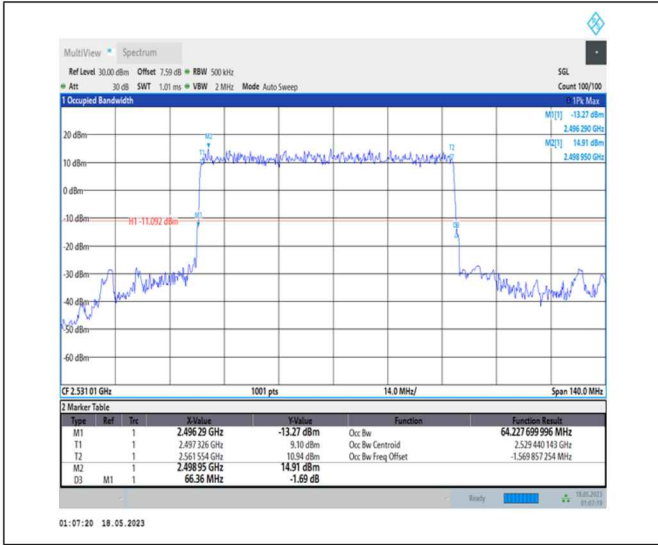 MultiView Spectrum
Ref Level 30.00 dBm Offset 7.59 dB RBW 500 kHz SGL
Att 30 dB SWT 1.01 ms VBW 2 MHz Mode Auto Sweep Count 100/100
1 Occupied Bandwidth 1Pk Max
M1[1] -13.27 dBm
2.496 290 GHz
M2[1] 14.91 dBm
2.498 950 GHz
20 dBm
M2
T1
T2
10 dBm
0 dBm
-10 dBm
H1 -11.092 dBm
M1
D3
-20 dBm
-30 dBm
-40 dBm
-50 dBm
-60 dBm
CF 2.531 01 GHz 1001 pts 14.0 MHz/ Span 140.0 MHz
2 Marker Table
Type Ref Trc X-Value Y-Value Function Function Result
M1 1 2.496 29 GHz -13.27 dBm Occ Bw 64.227 699 996 MHz
T1 1 2.497 326 GHz 9.10 dBm Occ Bw Centroid 2.529 440 143 GHz
T2 1 2.561 554 GHz 10.94 dBm Occ Bw Freq Offset -1.569 857 254 MHz
M2 1 2.498 95 GHz 14.91 dBm
D3 M1 1 66.36 MHz -1.69 dB
Ready 18.05.2023
01:07:19
01:07:20 18.05.2023